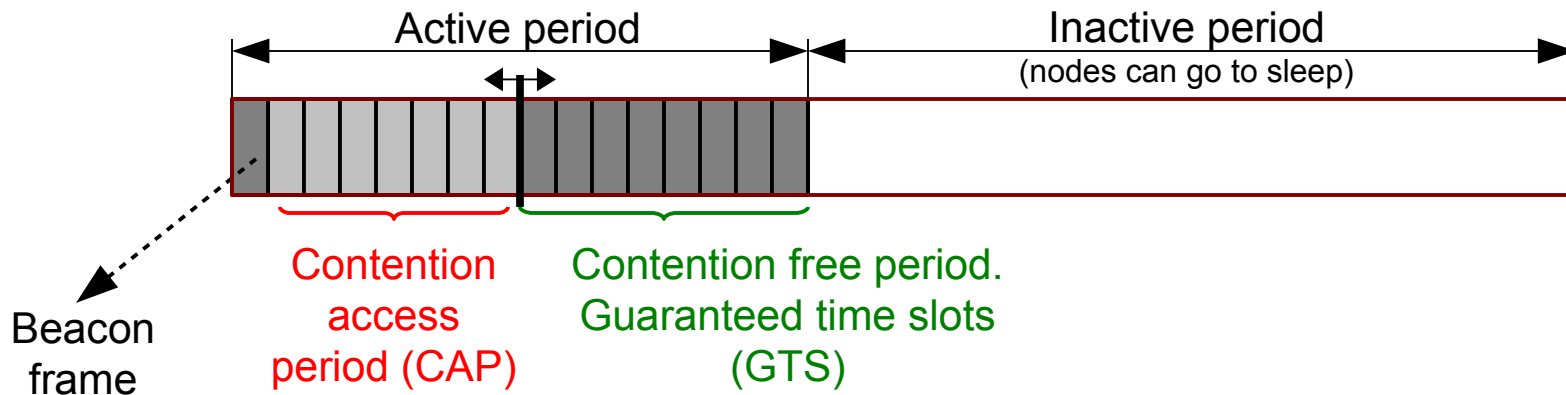 Active period
Inactive period
(nodes can go to sleep)
Beacon
frame
Contention
access
period (CAP)
Contention free period.
Guaranteed time slots
(GTS)